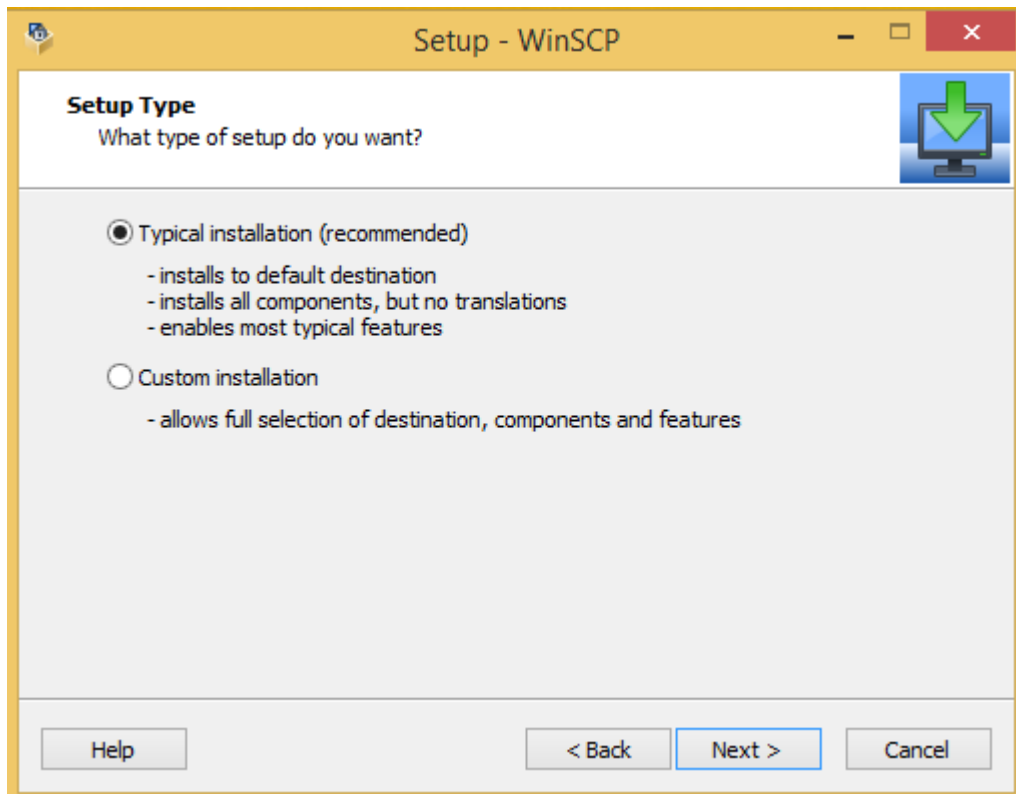 Setup - WinSCP
Setup Type
What type of setup do you want?
Typical installation (recommended)
- installs to default destination
- installs all components, but no translations
- enables most typical features
Custom installation
- allows full selection of destination, components and features
Help
< Back
Next >
Cancel